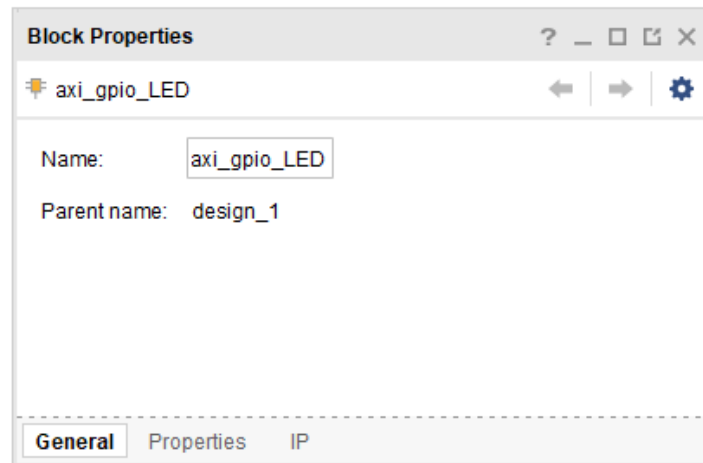 Block Properties
?
axi_gpio_LED
Name: axi_gpio_LED
Parent name: design_1
General Properties IP